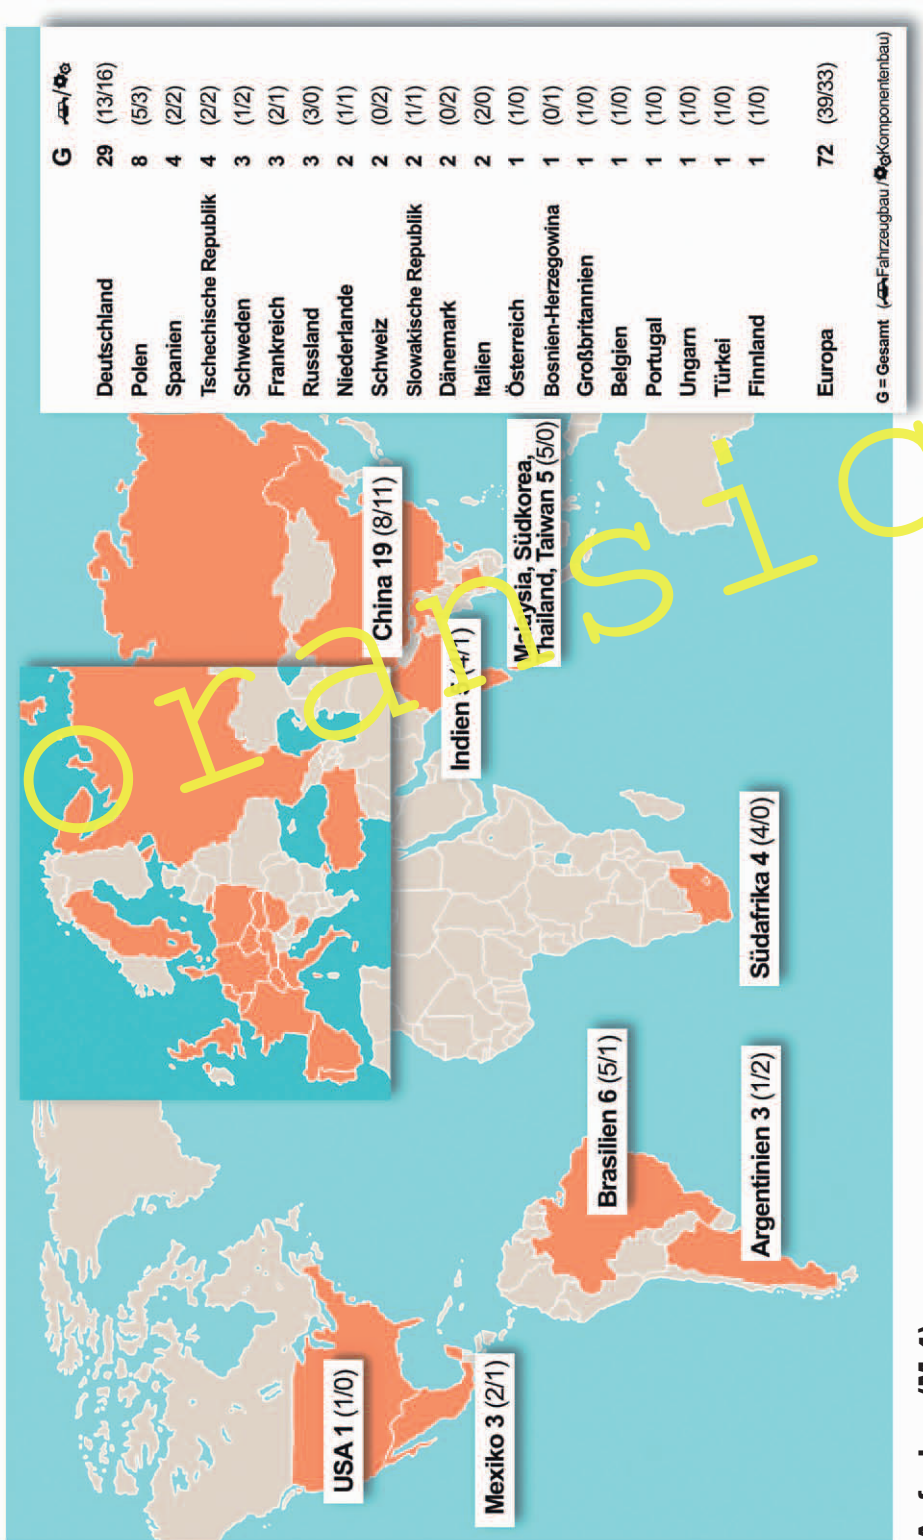 USA 1 (1/0)
Mexiko 3 (2/1)
Brasilien 6 (5/1)
Argentinien 3 (1/2)
Südafrika 4 (4/0)
China 19 (8/11)
Indien (4/1)
Malaysia, Südkorea,
Thailand, Taiwan 5 (5/0)
G /
Deutschland 29 (13/16)
Polen 8 (5/3)
Spanien 4 (2/2)
Tschechische Republik 4 (2/2)
Schweden 3 (1/2)
Frankreich 3 (2/1)
Russland 3 (3/0)
Niederlande 2 (1/1)
Schweiz 2 (0/2)
Slowakische Republik 2 (1/1)
Dänemark 2 (0/2)
Italien 2 (2/0)
Österreich 1 (1/0)
Bosnien-Herzegowina 1 (0/1)
Großbritannien 1 (1/0)
Belgien 1 (1/0)
Portugal 1 (1/0)
Ungarn 1 (1/0)
Türkei 1 (1/0)
Finnland 1 (1/0)
Europa 72 (39/33)
G = Gesamt ( Fahrzeugbau / Komponentenbau)
oransio